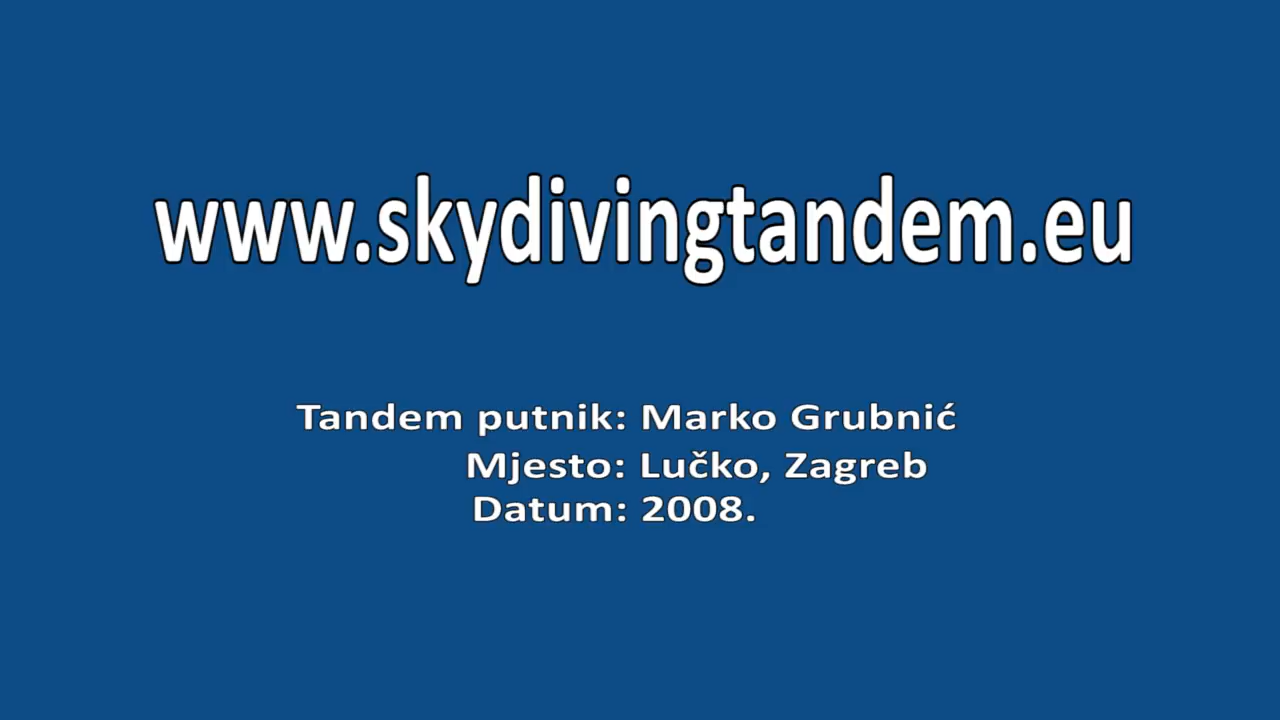 www.skydivingtandem.eu
Tandem putnik: Marko Grubnić
Mjesto: Lučko, Zagreb
Datum: 2008.